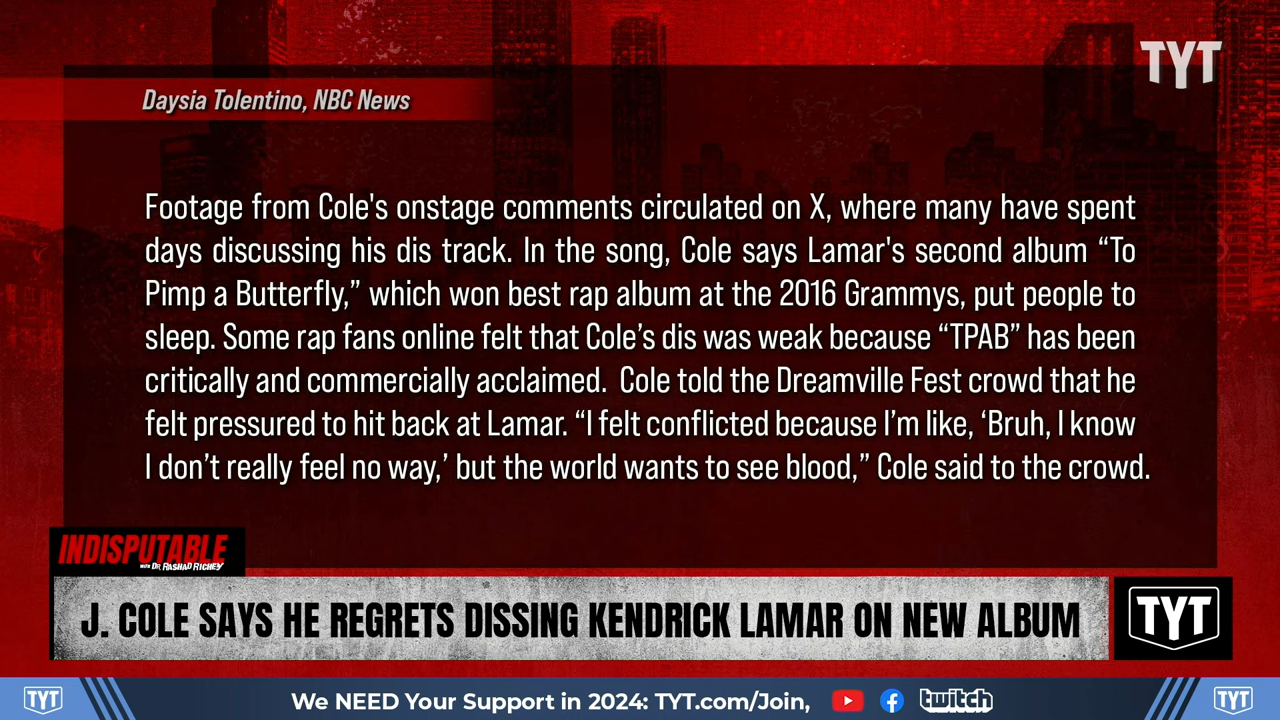 TYT
Daysia Tolentino, NBC News
Footage from Cole's onstage comments circulated on X, where many have spent
days discussing his dis track. In the song, Cole says Lamar's second album “To
Pimp a Butterfly,” which won best rap album at the 2016 Grammys, put people to
sleep. Some rap fans online felt that Cole’s dis was weak because “TPAB” has been
critically and commercially acclaimed.  Cole told the Dreamville Fest crowd that he
felt pressured to hit back at Lamar. “I felt conflicted because I’m like, ‘Bruh, I know
I don’t really feel no way,’ but the world wants to see blood,” Cole said to the crowd.
INDISPUTABLE
WITH DR. RASHAD RICHEY
J. COLE SAYS HE REGRETS DISSING KENDRICK LAMAR ON NEW ALBUM
TYT
TYT
We NEED Your Support in 2024: TYT.com/Join,
twitch
TYT